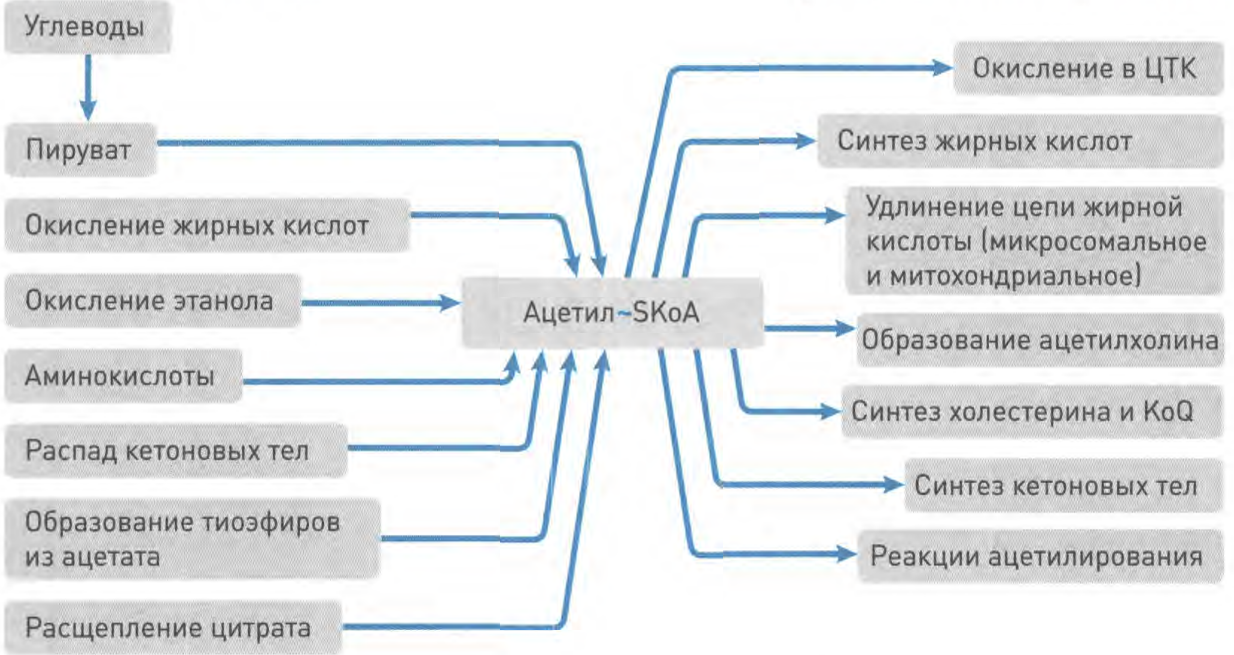 Углеводы
Пируват
Окисление жирных кислот
Окисление этанола
Аминокислоты
Распад кетоновых тел
Образование тиоэфиров
из ацетата
Расщепление цитрата
Ацетил~SKoA
Окисление в ЦТК
Синтез жирных кислот
Удлинение цепи жирной
кислоты (микросомальное
и митохондриальное)
Образование ацетилхолина
Синтез холестерина и KoQ
Синтез кетоновых тел
Реакции ацетилирования